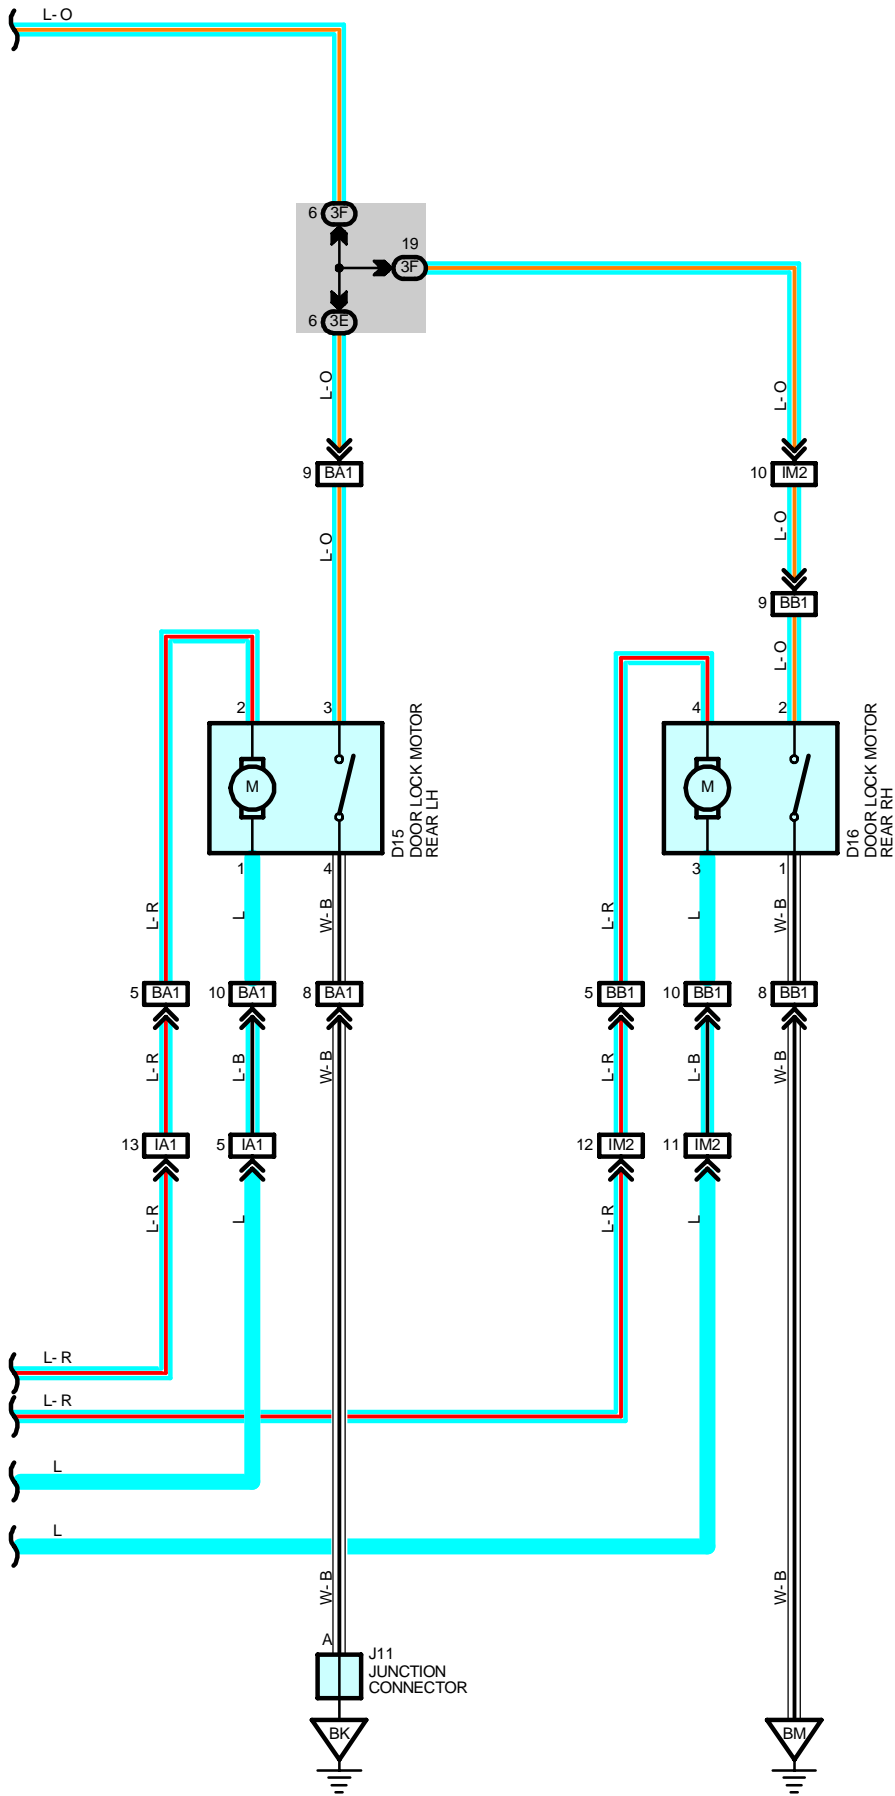 L-O
6 3F
19
3F
6 3E
L-O
L-O
9 BA1
10 IM2
L-O
L-O
9 BB1
L-O
2
3
4
2
M
D15
DOOR LOCK MOTOR
REAR LH
M
D16
DOOR LOCK MOTOR
REAR RH
1
4
3
1
L-R
L
W-B
L-R
L
W-B
5 BA1
10 BA1
8 BA1
5 BB1
10 BB1
8 BB1
L-R
L-B
W-B
L-R
L-B
13 IA1
5 IA1
12 IM2
11 IM2
L-R
L
L-R
L
L-R
L-R
L
L
W-B
W-B
A
J11
JUNCTION
CONNECTOR
BK
BM